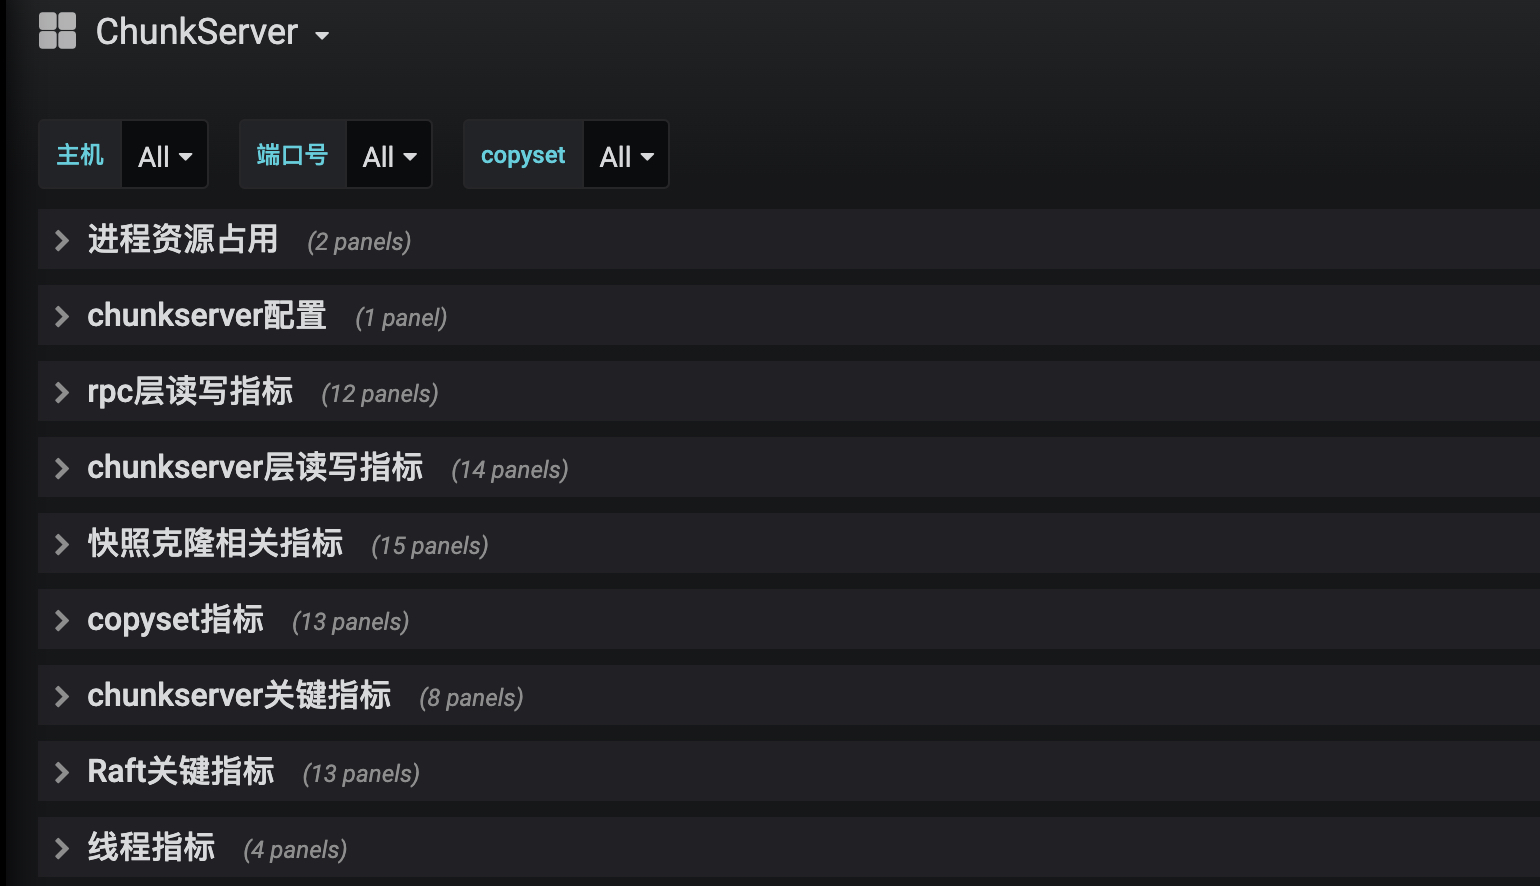 ChunkServer
主机 All 端口号 All copyset All
进程资源占用 (2 panels)
chunkserver配置 (1 panel)
rpc层读写指标 (12 panels)
chunkserver层读写指标 (14 panels)
快照克隆相关指标 (15 panels)
copyset指标 (13 panels)
chunkserver关键指标 (8 panels)
Raft关键指标 (13 panels)
线程指标 (4 panels)